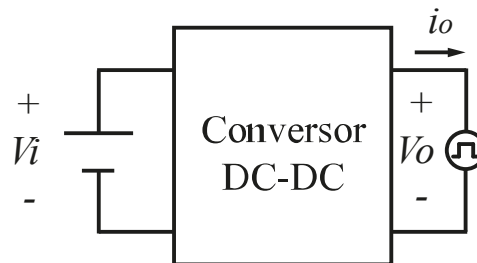 io
+
Vi
-
Conversor
DC-DC
+
Vo
-